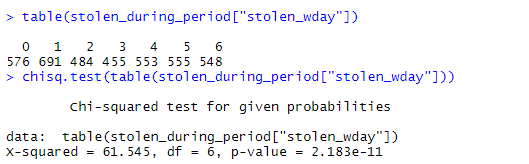 > table(stolen_during_period["stolen_wday"])
0 1 2 3 4 5 6
576 691 484 455 553 555 548
> chisq.test(table(stolen_during_period["stolen_wday"]))
Chi-squared test for given probabilities
data: table(stolen_during_period["stolen_wday"])
X-squared = 61.545, df = 6, p-value = 2.183e-11